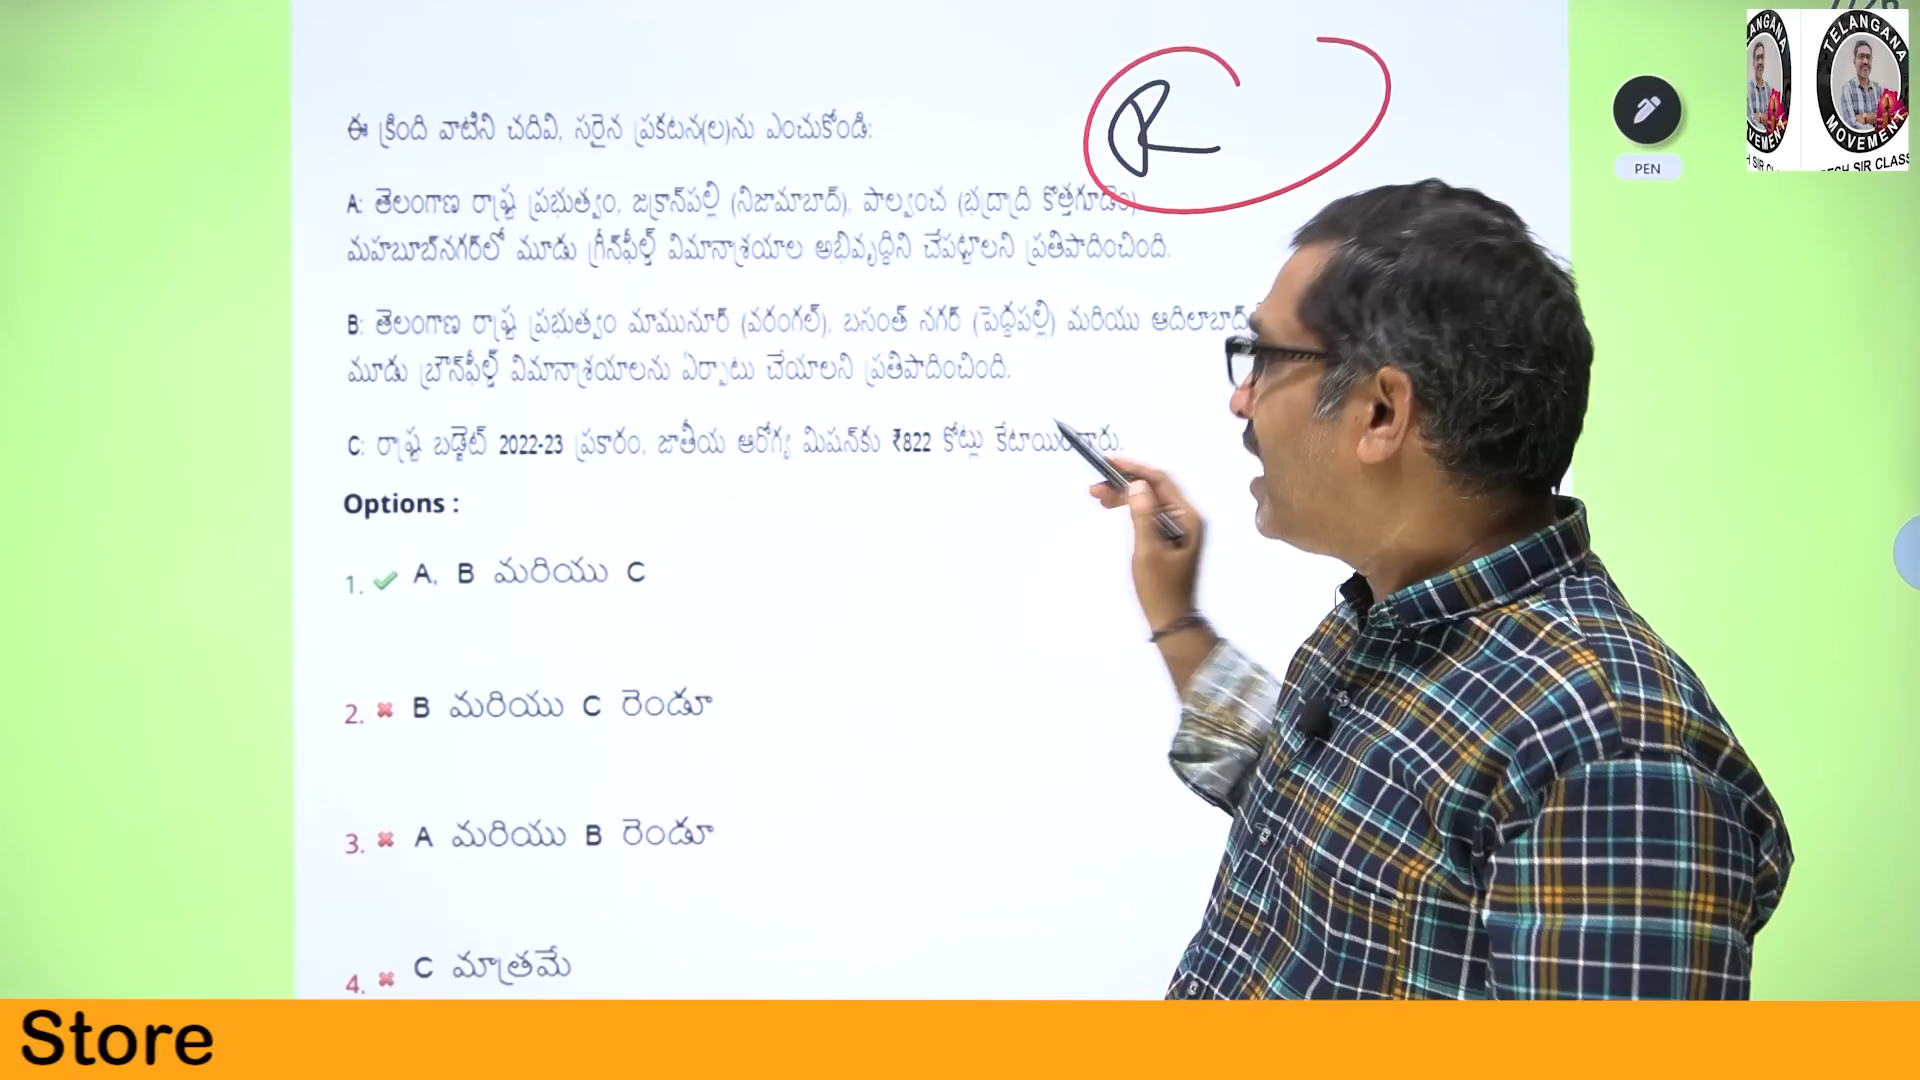 ఈ క్రింది వాటిని చదివి, సరైన ప్రకటన(ల)ను ఎంచుకోండి:
A: తెలంగాణ రాష్ట్ర ప్రభుత్వం, జక్రాన్‌పల్లి (నిజామాబాద్), పాల్వంచ (భద్రాద్రి కొత్తగూడెం),
మహబూబ్‌నగర్‌లో మూడు గ్రీన్‌ఫీల్డ్ విమానాశ్రయాల అభివృద్ధిని చేపట్టాలని ప్రతిపాదించింది.
B: తెలంగాణ రాష్ట్ర ప్రభుత్వం మామునూర్ (వరంగల్), బసంత్ నగర్ (పెద్దపల్లి) మరియు ఆదిలాబాద్
మూడు బ్రౌన్‌ఫీల్డ్ విమానాశ్రయాలను ఏర్పాటు చేయాలని ప్రతిపాదించింది.
C: రాష్ట్ర బడ్జెట్ 2022-23 ప్రకారం, జాతీయ ఆరోగ్య మిషన్‌కు ₹822 కోట్లు కేటాయించారు.
Options :
1. A, B మరియు C
2. B మరియు C రెండూ
3. A మరియు B రెండూ
4. C మాత్రమే
PEN
TELANGANA
MOVEMENT
Store